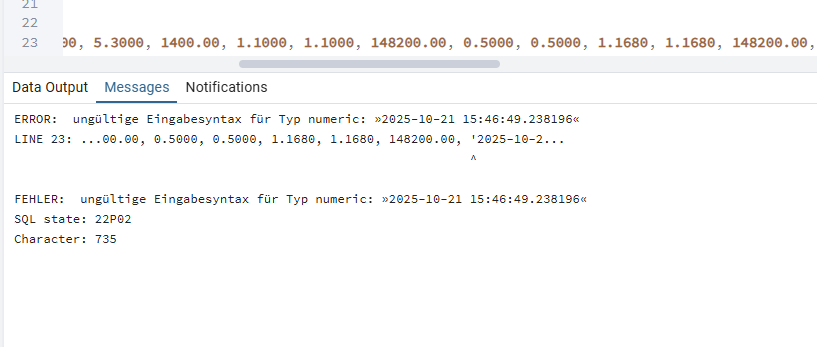 21
22
23 00, 5.3000, 1400.00, 1.1000, 1.1000, 148200.00, 0.5000, 0.5000, 1.1680, 1.1680, 148200.00,
Data Output Messages Notifications
ERROR:  ungültige Eingabesyntax für Typ numeric: »2025-10-21 15:46:49.238196«
LINE 23: ...00.00, 0.5000, 0.5000, 1.1680, 1.1680, 148200.00, '2025-10-2...
^
FEHLER:  ungültige Eingabesyntax für Typ numeric: »2025-10-21 15:46:49.238196«
SQL state: 22P02
Character: 735